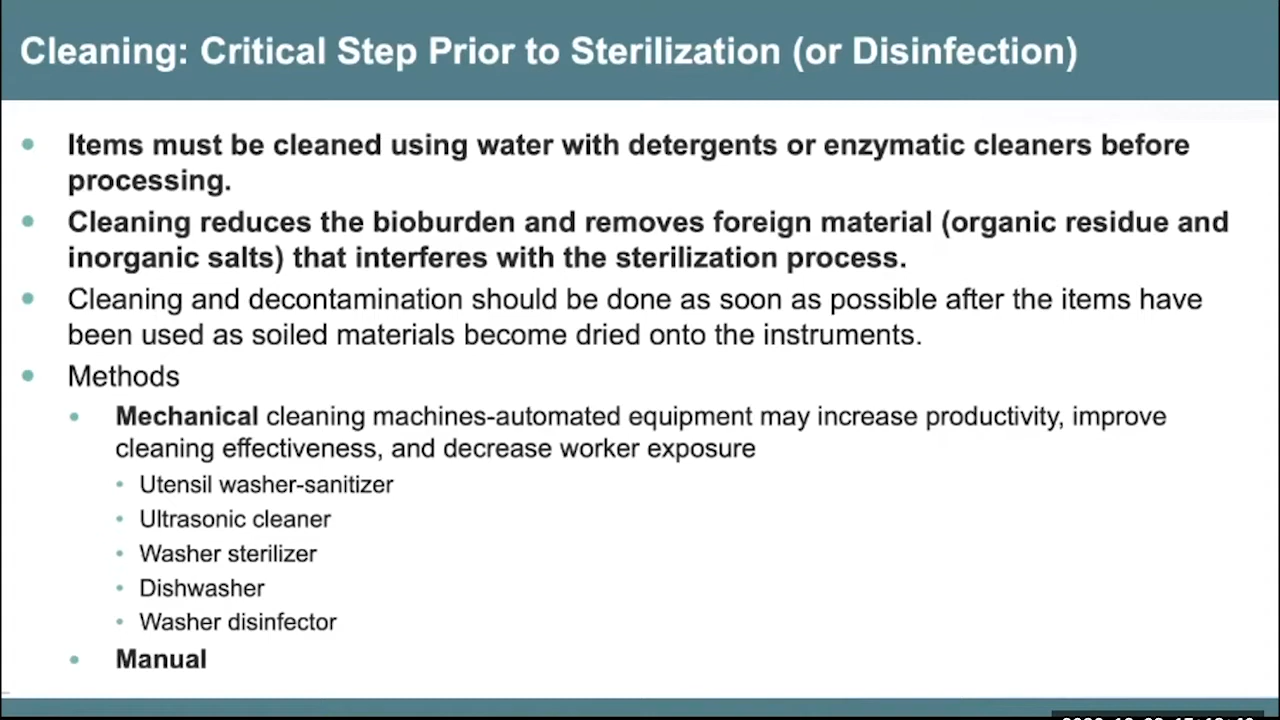 Cleaning: Critical Step Prior to Sterilization (or Disinfection)
Items must be cleaned using water with detergents or enzymatic cleaners before
processing.
Cleaning reduces the bioburden and removes foreign material (organic residue and
inorganic salts) that interferes with the sterilization process.
Cleaning and decontamination should be done as soon as possible after the items have
been used as soiled materials become dried onto the instruments.
Methods
Mechanical cleaning machines-automated equipment may increase productivity, improve
cleaning effectiveness, and decrease worker exposure
Utensil washer-sanitizer
Ultrasonic cleaner
Washer sterilizer
Dishwasher
Washer disinfector
Manual